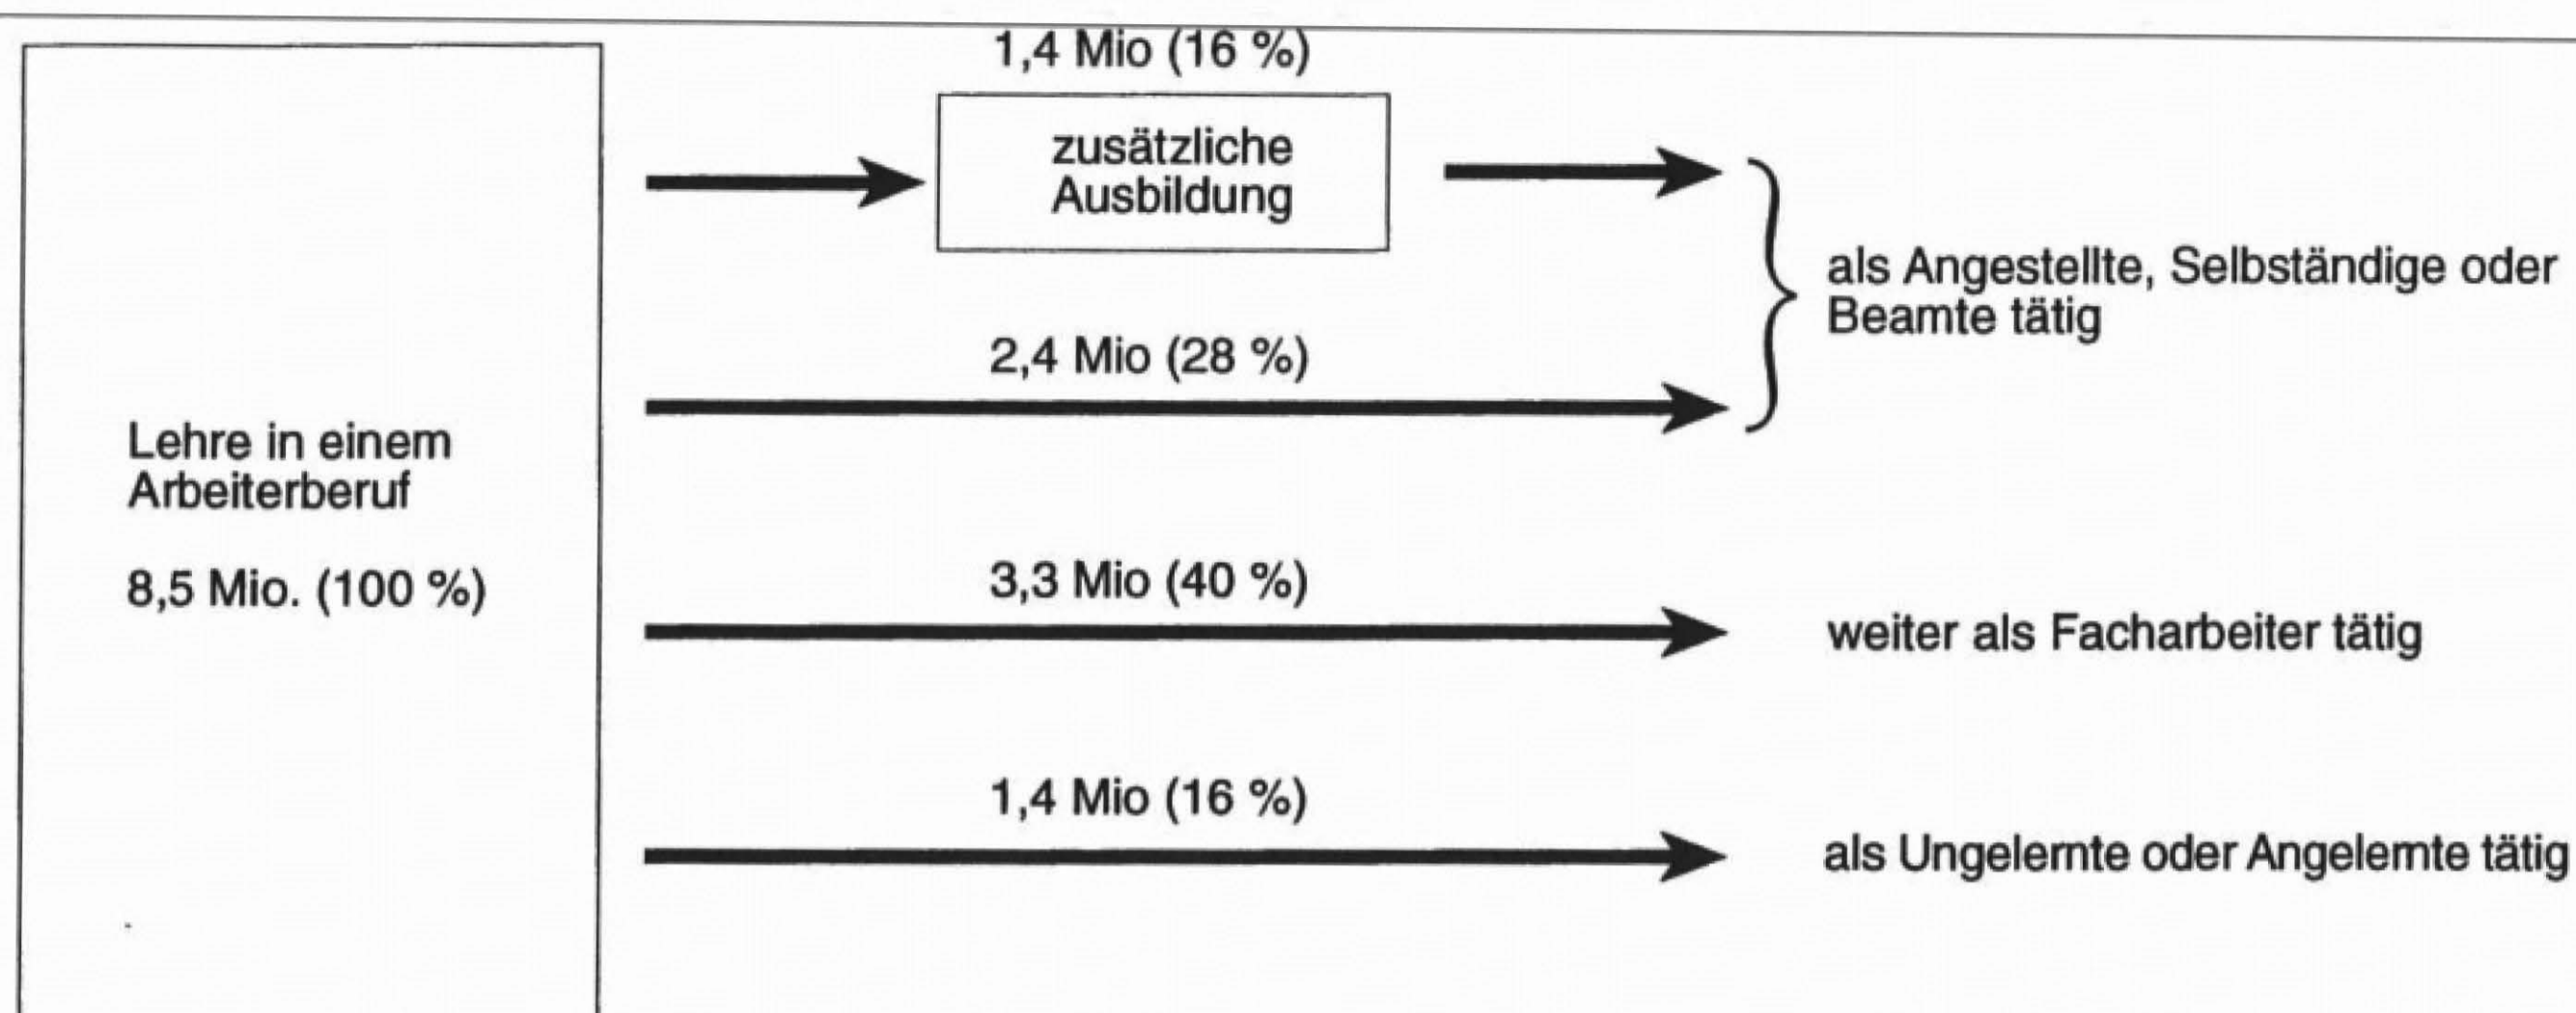 Lehre in einem
Arbeiterberuf
8,5 Mio. (100 %)
1,4 Mio (16 %)
zusätzliche
Ausbildung
2,4 Mio (28 %)
als Angestellte, Selbständige oder
Beamte tätig
3,3 Mio (40 %)
weiter als Facharbeiter tätig
1,4 Mio (16 %)
als Ungelernte oder Angelernte tätig